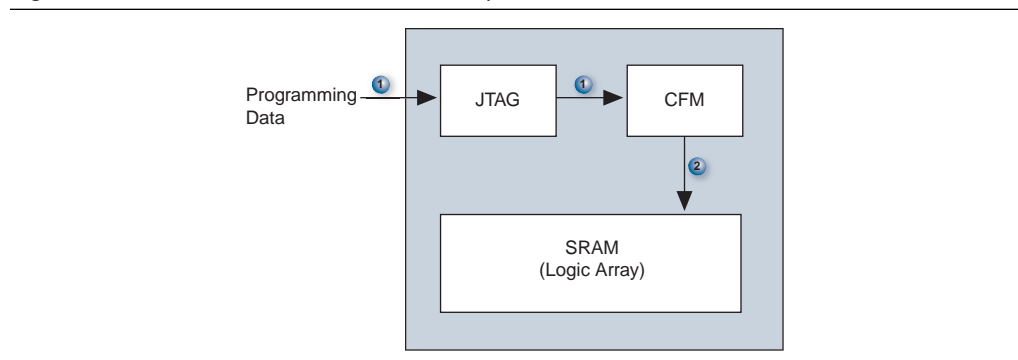 Programming
Data
1
JTAG
1
CFM
2
SRAM
(Logic Array)